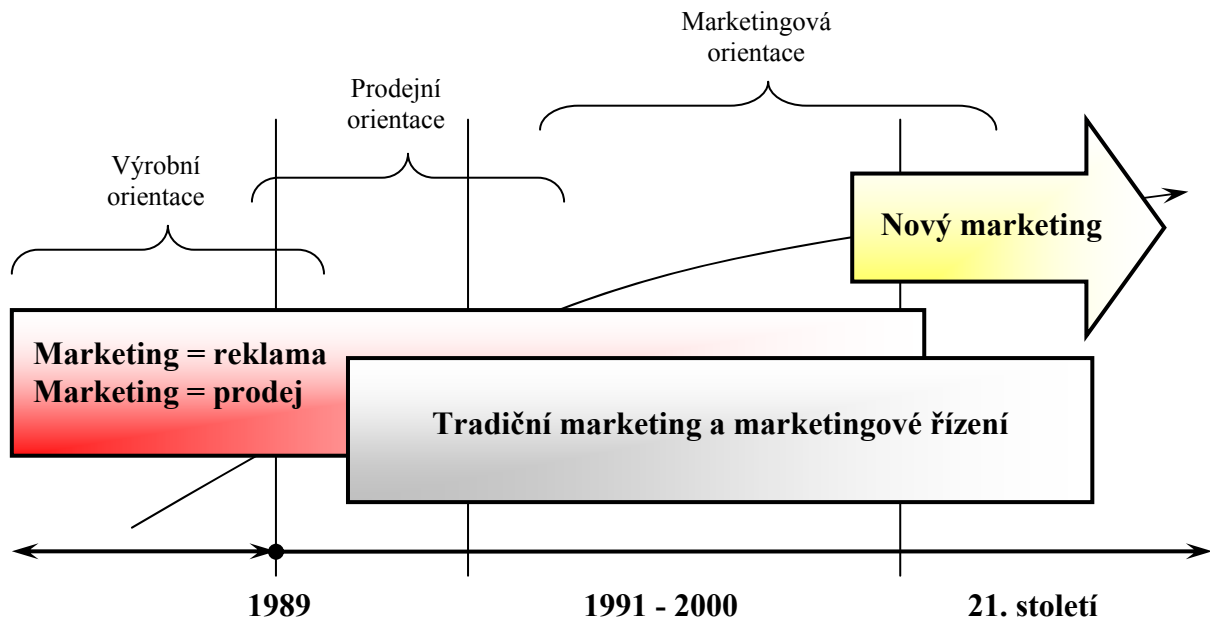 Marketingová
orientace
Prodejní
orientace
Výrobní
orientace
Nový marketing
Marketing = reklama
Marketing = prodej
Tradiční marketing a marketingové řízení
1989
1991 - 2000
21. století